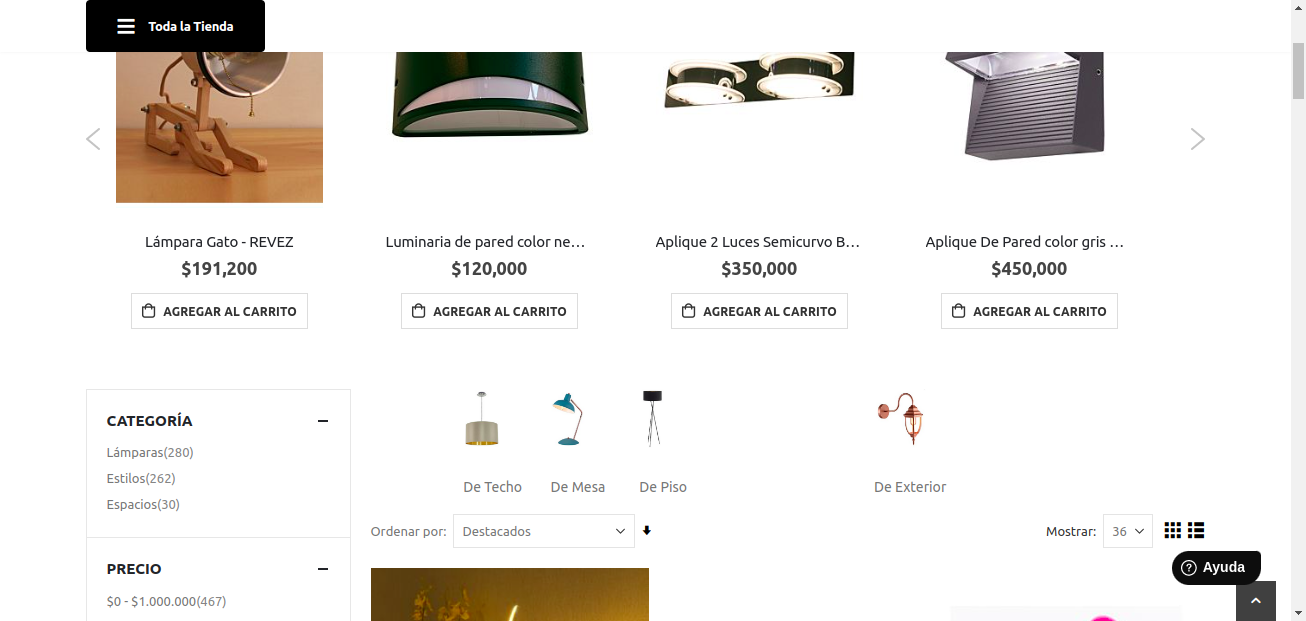 Toda la Tienda
Lámpara Gato - REVEZ
$191,200
AGREGAR AL CARRITO
Luminaria de pared color ne...
$120,000
AGREGAR AL CARRITO
Aplique 2 Luces Semicurvo B...
$350,000
AGREGAR AL CARRITO
Aplique De Pared color gris ...
$450,000
AGREGAR AL CARRITO
CATEGORÍA
Lámparas(280)
Estilos(262)
Espacios(30)
PRECIO
$0 - $1.000.000(467)
De Techo
De Mesa
De Piso
De Exterior
Ordenar por: Destacados
Mostrar: 36
? Ayuda